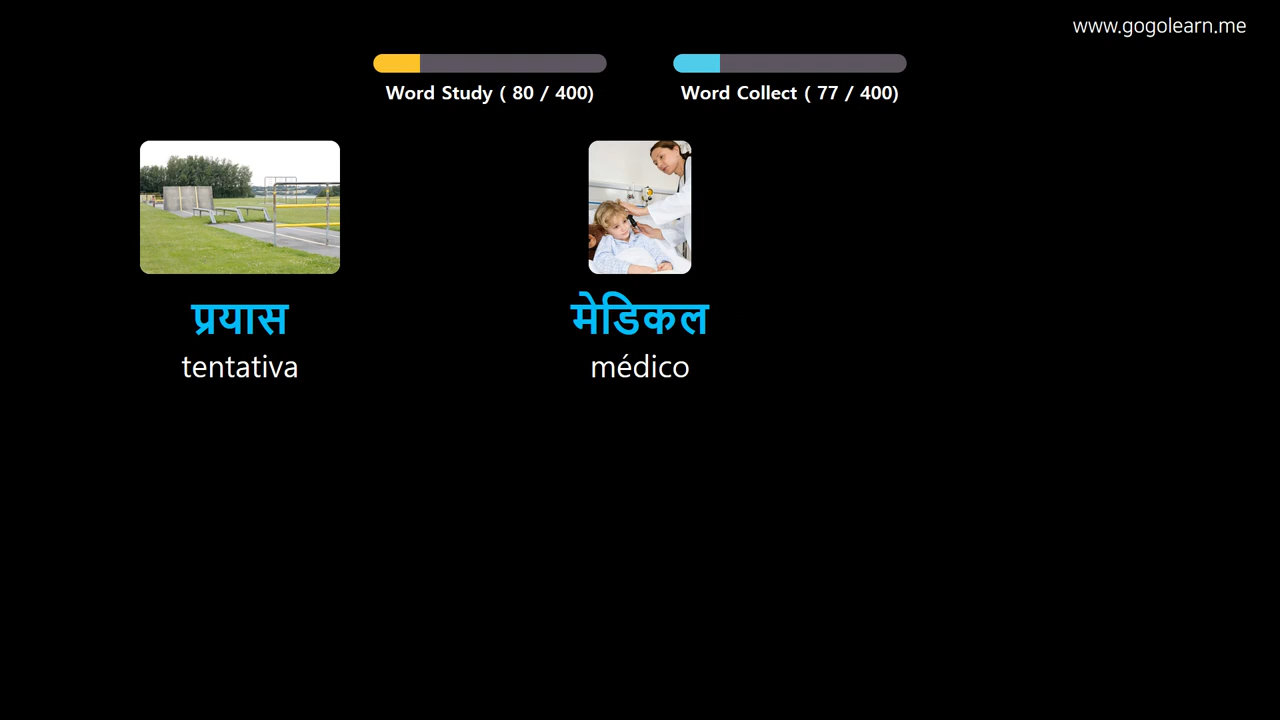 www.gogolearn.me
Word Study ( 80 / 400)
Word Collect ( 77 / 400)
प्रयास
tentativa
मेडिकल
médico